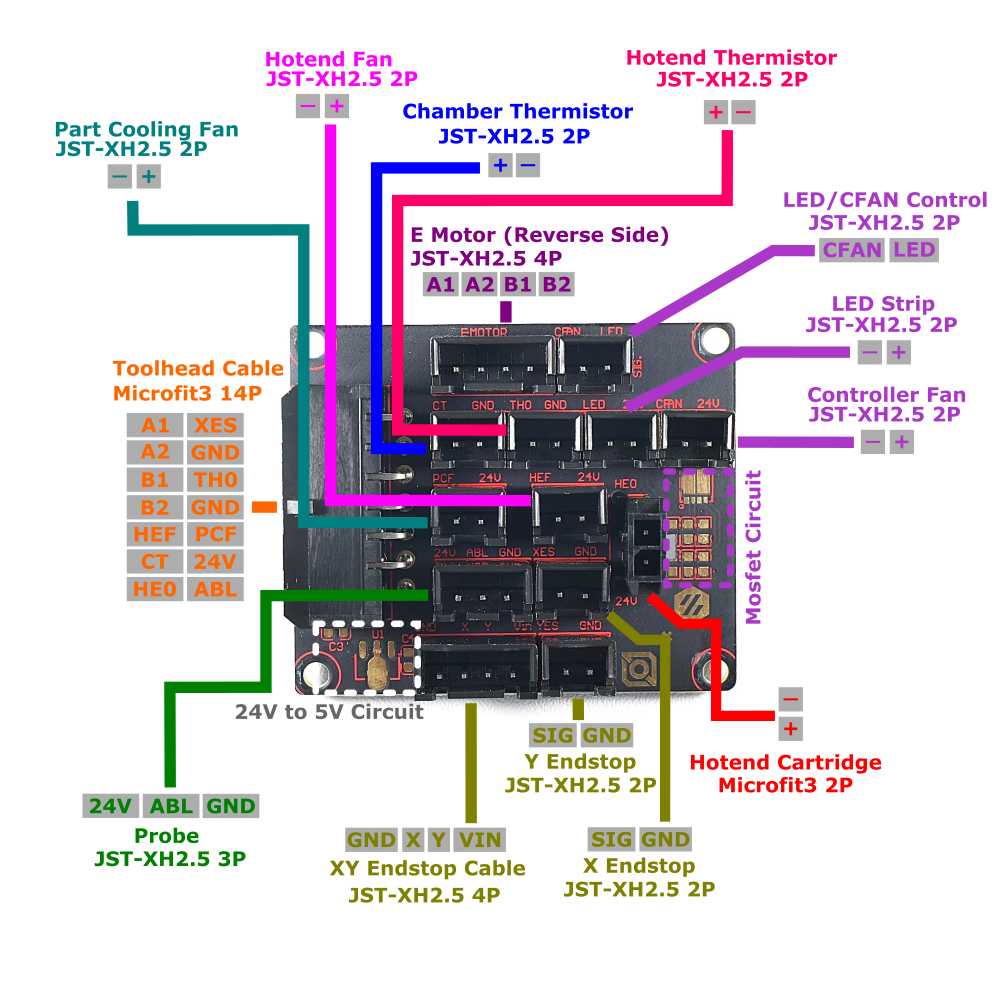 Hotend Fan
JST-XH2.5 2P
− +
Hotend Thermistor
JST-XH2.5 2P
+ −
Chamber Thermistor
JST-XH2.5 2P
+ −
Part Cooling Fan
JST-XH2.5 2P
− +
LED/CFAN Control
JST-XH2.5 2P
CFAN LED
E Motor (Reverse Side)
JST-XH2.5 4P
A1 A2 B1 B2
LED Strip
JST-XH2.5 2P
− +
Controller Fan
JST-XH2.5 2P
− +
Toolhead Cable
Microfit3 14P
A1 XES
A2 GND
B1 TH0
B2 GND
HEF PCF
CT 24V
HE0 ABL
E-MOTOR CFAN LED
SIG.
CT GND TH0 GND LED CFAN 24V
PCF 24V HEF 24V HE0
24V ABL GND XES GND
24V
X Y VIN YES GND
C3 U1
Mosfet Circuit
24V to 5V Circuit
− 
+
Hotend Cartridge
Microfit3 2P
SIG GND
Y Endstop
JST-XH2.5 2P
24V ABL GND
Probe
JST-XH2.5 3P
GND X Y VIN
XY Endstop Cable
JST-XH2.5 4P
SIG GND
X Endstop
JST-XH2.5 2P